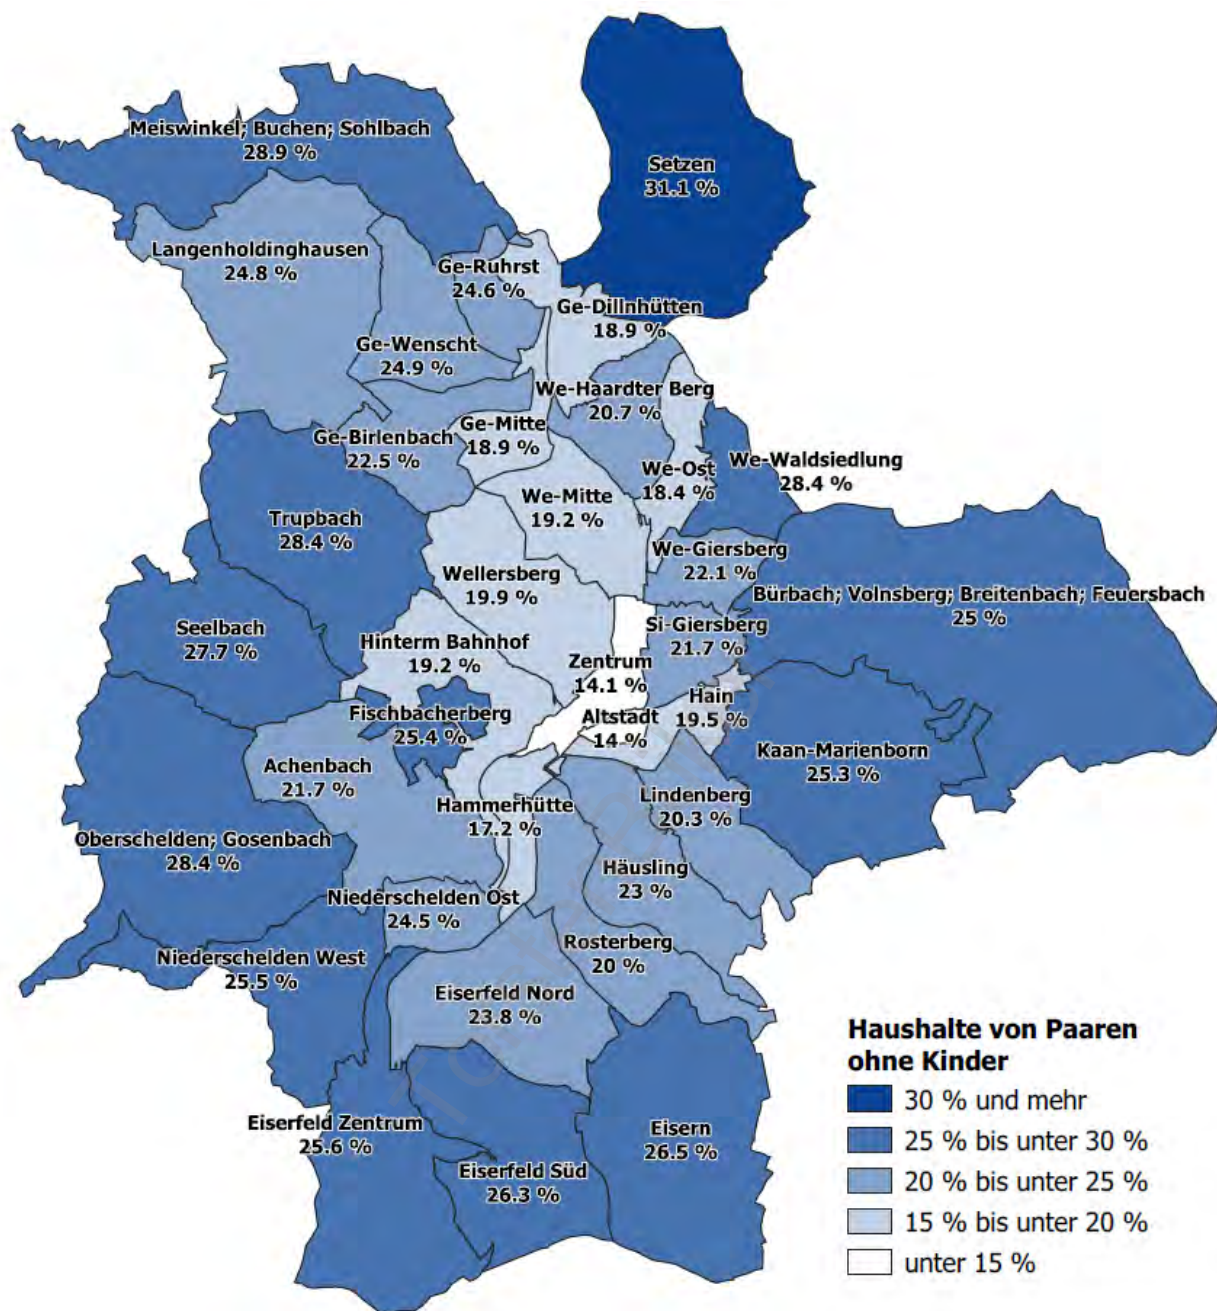 Meiswinkel; Buchen; Sohlbach
28.9 %
Setzen
31.1 %
Langenholdinghausen
24.8 %
Ge-Ruhrst
24.6 %
Ge-Dillnhütten
18.9 %
Ge-Wenscht
24.9 %
We-Haardter Berg
20.7 %
Ge-Birlenbach
22.5 %
Ge-Mitte
18.9 %
We-Ost
18.4 %
We-Waldsiedlung
28.4 %
We-Mitte
19.2 %
Trupbach
28.4 %
We-Giersberg
22.1 %
Wellersberg
19.9 %
Bürbach; Volnsberg; Breitenbach; Feuersbach
25 %
Seelbach
27.7 %
Hinterm Bahnhof
19.2 %
Si-Giersberg
21.7 %
Zentrum
14.1 %
Hain
19.5 %
Fischbacherberg
25.4 %
Altstadt
14 %
Kaan-Marienborn
25.3 %
Achenbach
21.7 %
Hammerhütte
17.2 %
Lindenberg
20.3 %
Oberschelden; Gosenbach
28.4 %
Häusling
23 %
Niederschelden Ost
24.5 %
Rosterberg
20 %
Niederschelden West
25.5 %
Eiserfeld Nord
23.8 %
Eiserfeld Zentrum
25.6 %
Eisern
26.5 %
Eiserfeld Süd
26.3 %
Haushalte von Paaren
ohne Kinder
30 % und mehr
25 % bis unter 30 %
20 % bis unter 25 %
15 % bis unter 20 %
unter 15 %